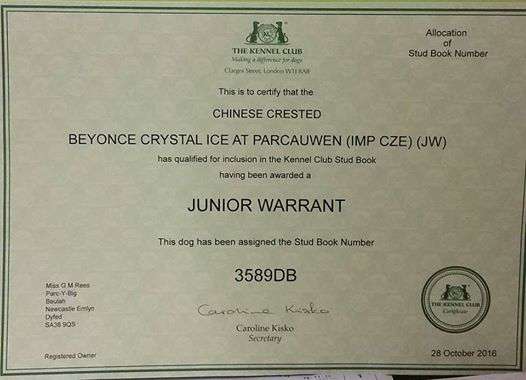 KC
THE KENNEL CLUB
Making a difference for dogs
Clarges Street, London W1J 8AB
Allocation
of
Stud Book Number
This is to certify that the
CHINESE CRESTED
BEYONCE CRYSTAL ICE AT PARCAUWEN (IMP CZE) (JW)
has qualified for inclusion in the Kennel Club Stud Book
having been awarded a
JUNIOR WARRANT
This dog has been assigned the Stud Book Number
3589DB
Miss G M Rees
Parc-Y-Big
Beulah
Newcastle Emlyn
Dyfed
SA38 9QS
Registered Owner
Caroline Kisko
Caroline Kisko
Secretary
THE KENNEL CLUB
Certificate
28 October 2016